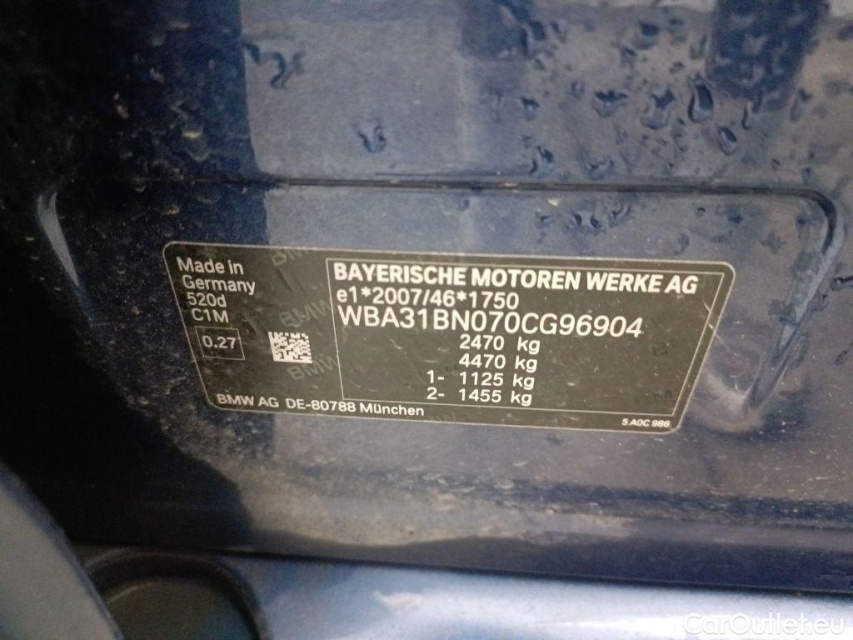 Made in
Germany
520d
C1M
0.27
BMW AG DE-80788 München
BAYERISCHE MOTOREN WERKE AG
e1*2007/46*1750
WBA31BN070CG96904
2470 kg
4470 kg
1- 1125 kg
2- 1455 kg
5 A0C 986
CarOutlet.eu